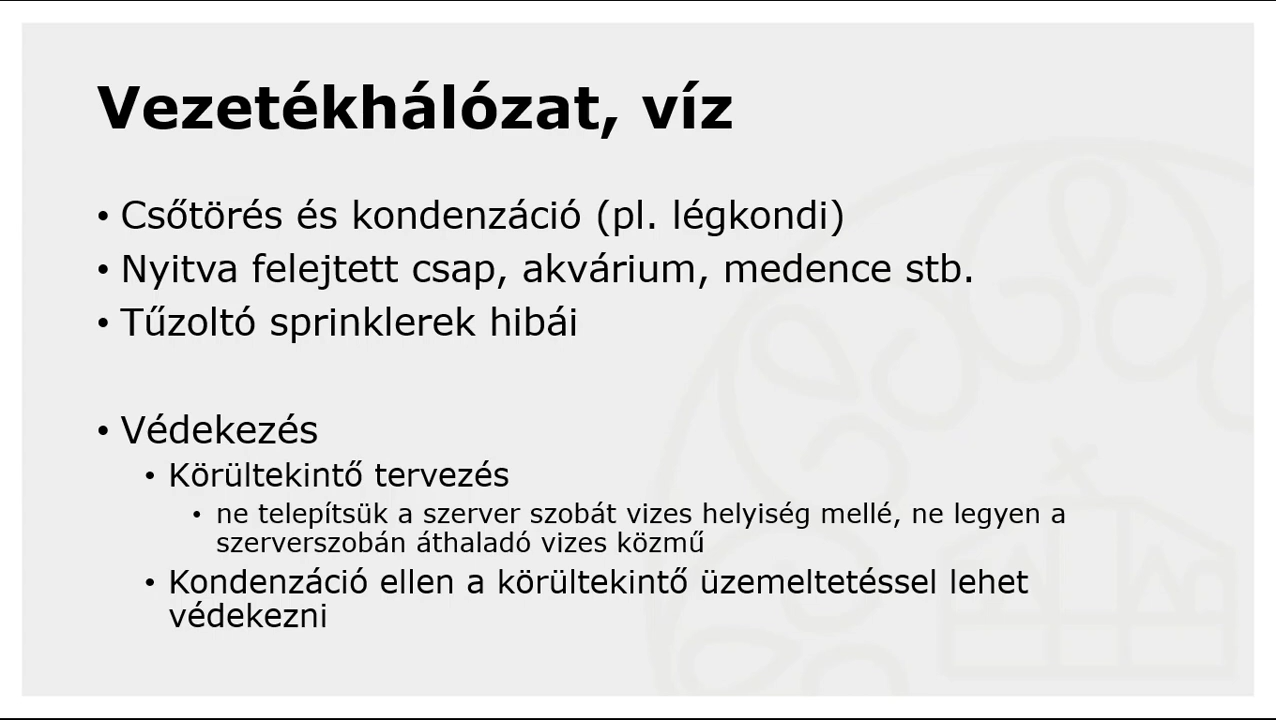 Vezetékhálózat, víz
• Csőtörés és kondenzáció (pl. légkondi)
• Nyitva felejtett csap, akvárium, medence stb.
• Tűzoltó sprinklerek hibái
• Védekezés
• Körültekintő tervezés
• ne telepítsük a szerver szobát vizes helyiség mellé, ne legyen a
szerverszobán áthaladó vizes közmű
• Kondenzáció ellen a körültekintő üzemeltetéssel lehet
védekezni